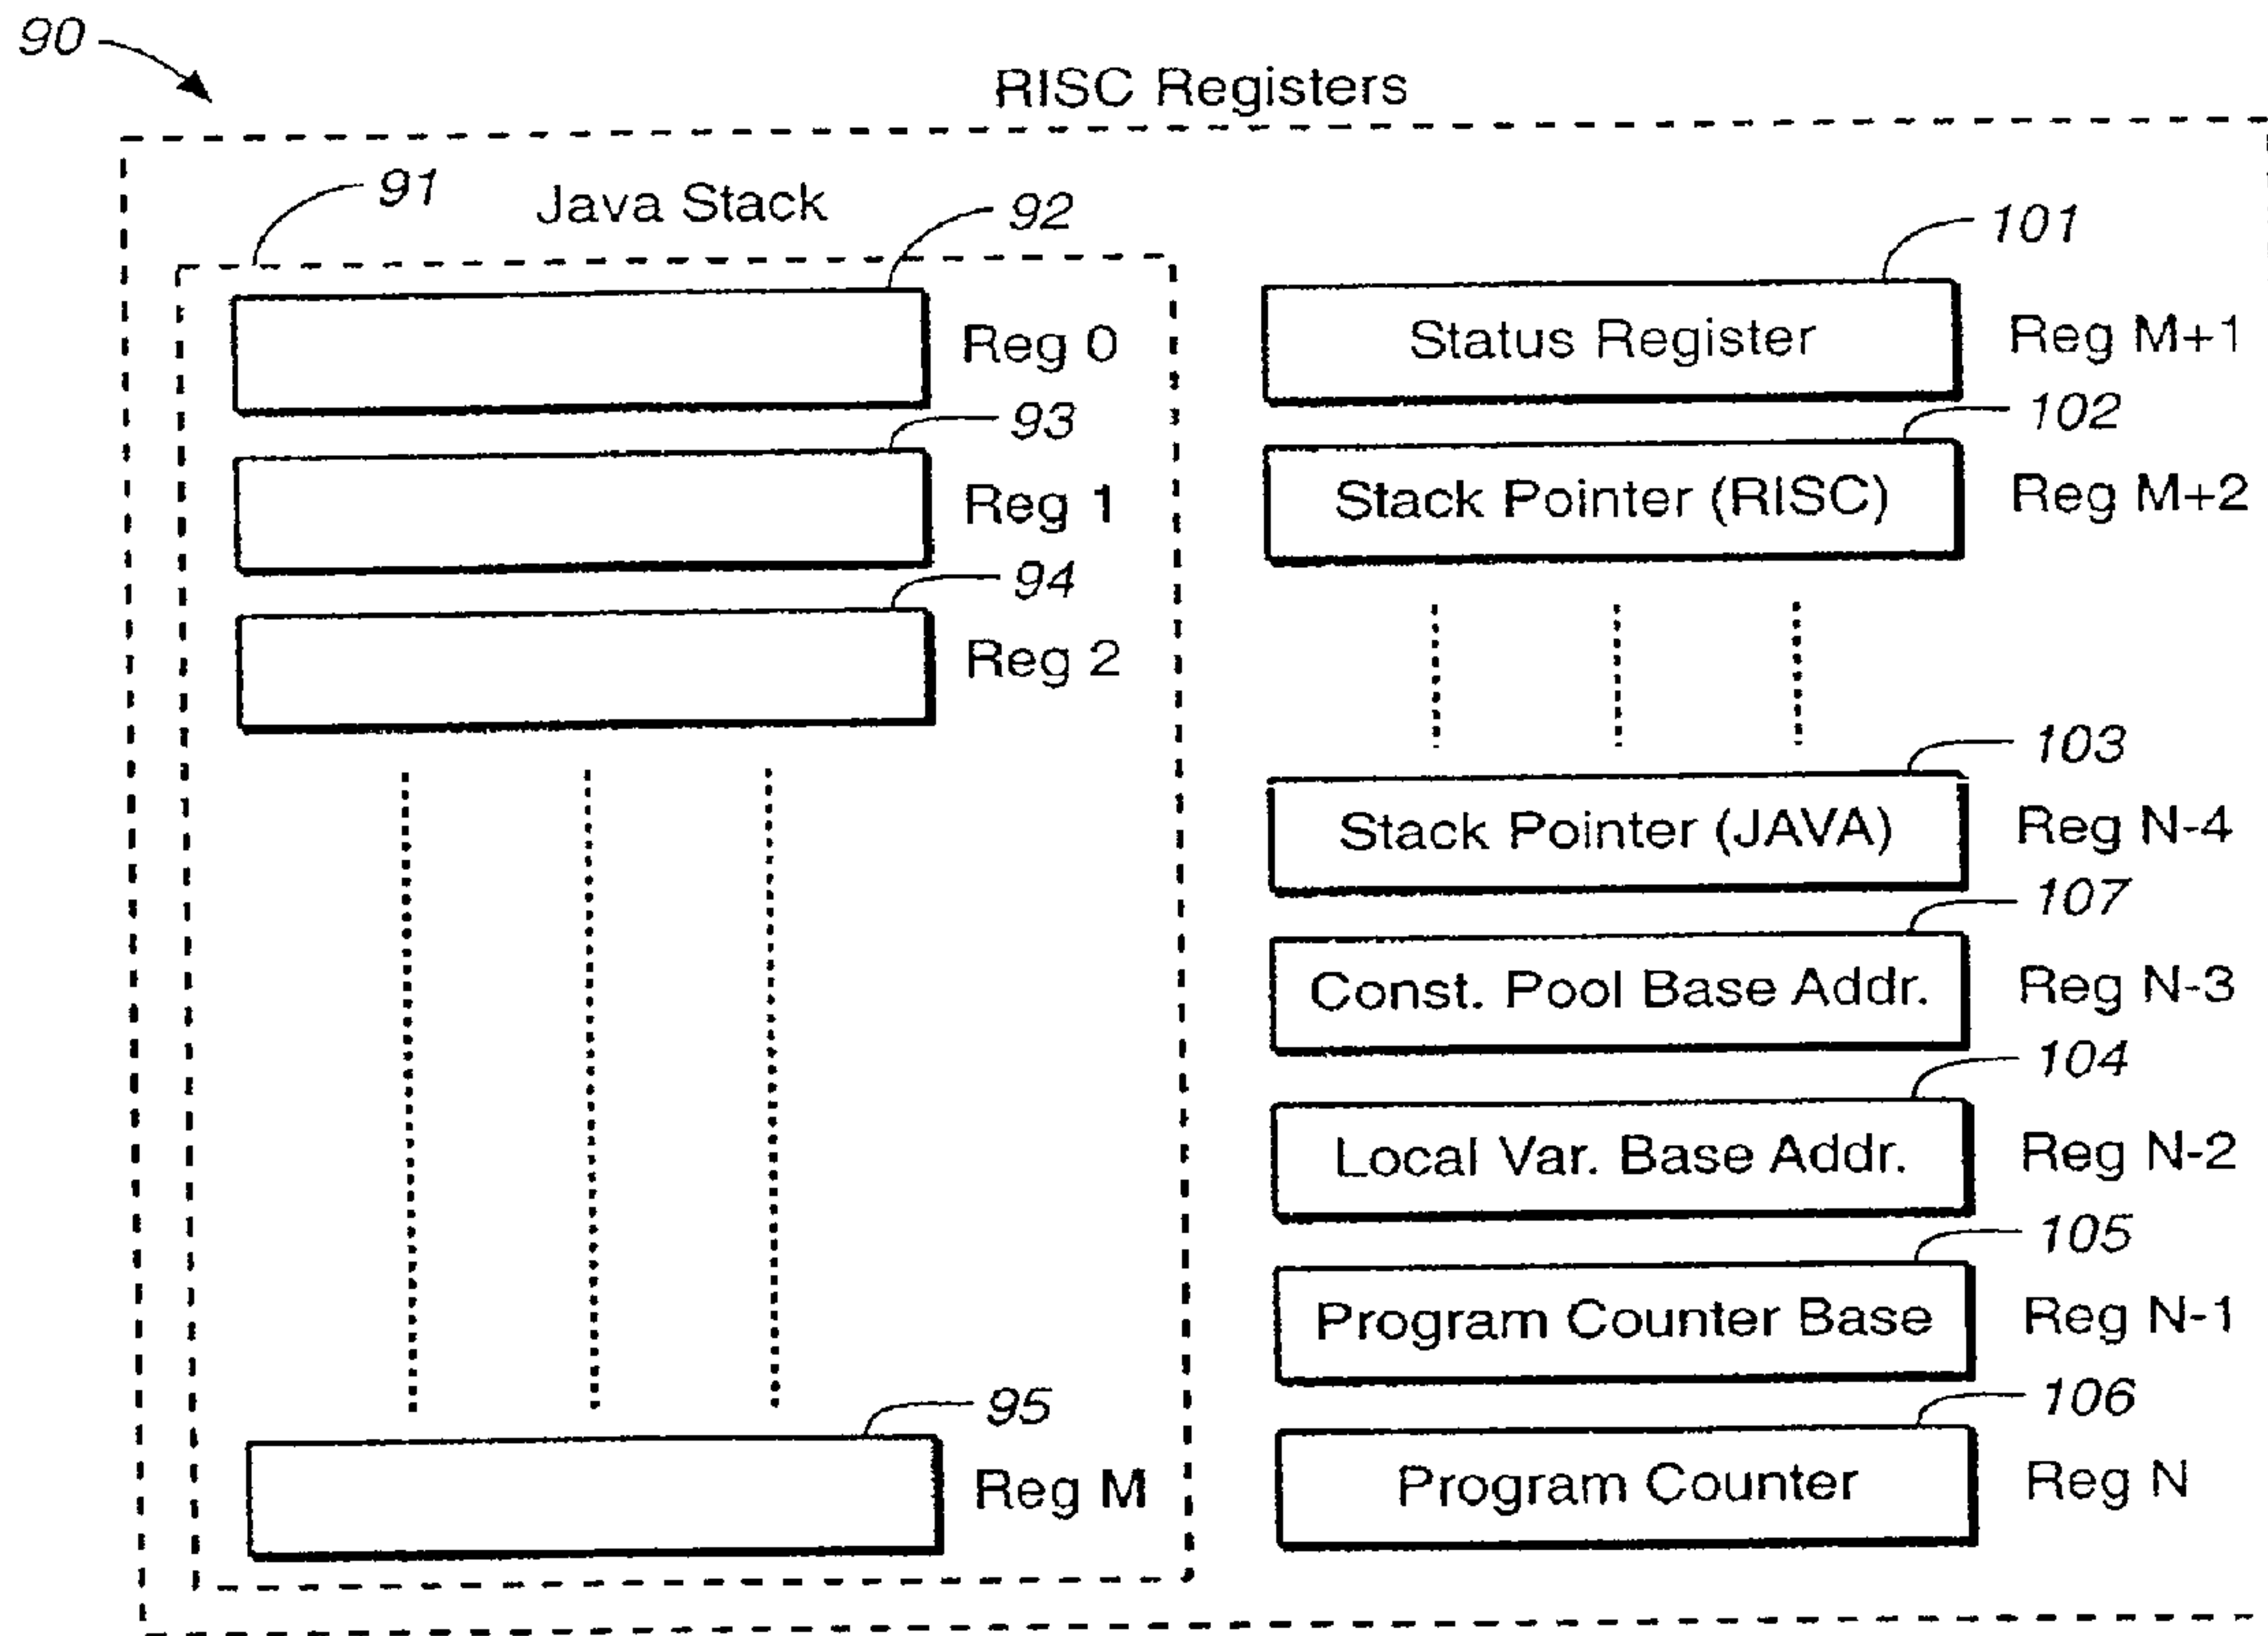 90
RISC Registers
91
Java Stack
92
Reg 0
93
Reg 1
94
Reg 2
95
Reg M
101
Status Register
Reg M+1
102
Stack Pointer (RISC)
Reg M+2
103
Stack Pointer (JAVA)
Reg N-4
107
Const. Pool Base Addr.
Reg N-3
104
Local Var. Base Addr.
Reg N-2
105
Program Counter Base
Reg N-1
106
Program Counter
Reg N